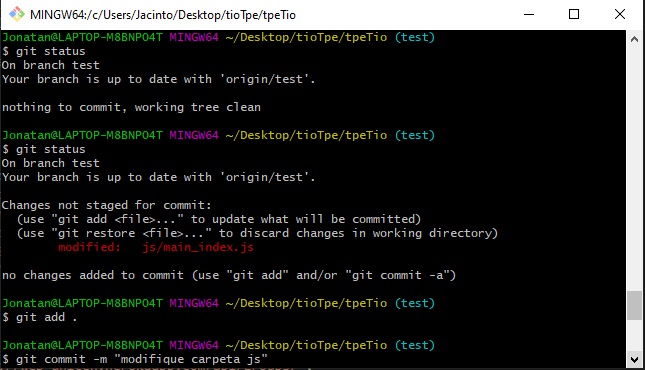 MINGW64:/c/Users/Jacinto/Desktop/tioTpe/tpeTio
Jonatan@LAPTOP-M8BNPO4T MINGW64 ~/Desktop/tioTpe/tpeTio (test)
$ git status
On branch test
Your branch is up to date with 'origin/test'.
nothing to commit, working tree clean
Jonatan@LAPTOP-M8BNPO4T MINGW64 ~/Desktop/tioTpe/tpeTio (test)
$ git status
On branch test
Your branch is up to date with 'origin/test'.
Changes not staged for commit:
(use "git add <file>..." to update what will be committed)
(use "git restore <file>..." to discard changes in working directory)
modified: js/main_index.js
no changes added to commit (use "git add" and/or "git commit -a")
Jonatan@LAPTOP-M8BNPO4T MINGW64 ~/Desktop/tioTpe/tpeTio (test)
$ git add .
Jonatan@LAPTOP-M8BNPO4T MINGW64 ~/Desktop/tioTpe/tpeTio (test)
$ git commit -m "modifique carpeta js"